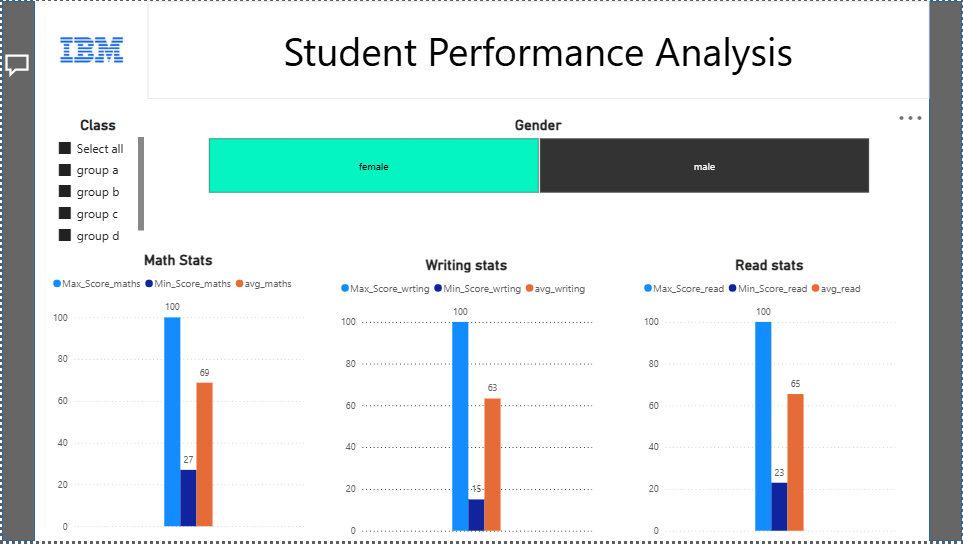 IBM
Student Performance Analysis
Class
Select all
group a
group b
group c
group d
Gender
female
male
Math Stats
Max_Score_maths Min_Score_maths avg_maths
100
100
80
69
60
40
27
20
0
Writing stats
Max_Score_wrting Min_Score_wrting avg_writing
100
100
80
63
60
40
20
15
0
Read stats
Max_Score_read Min_Score_read avg_read
100
100
80
65
60
40
23
20
0